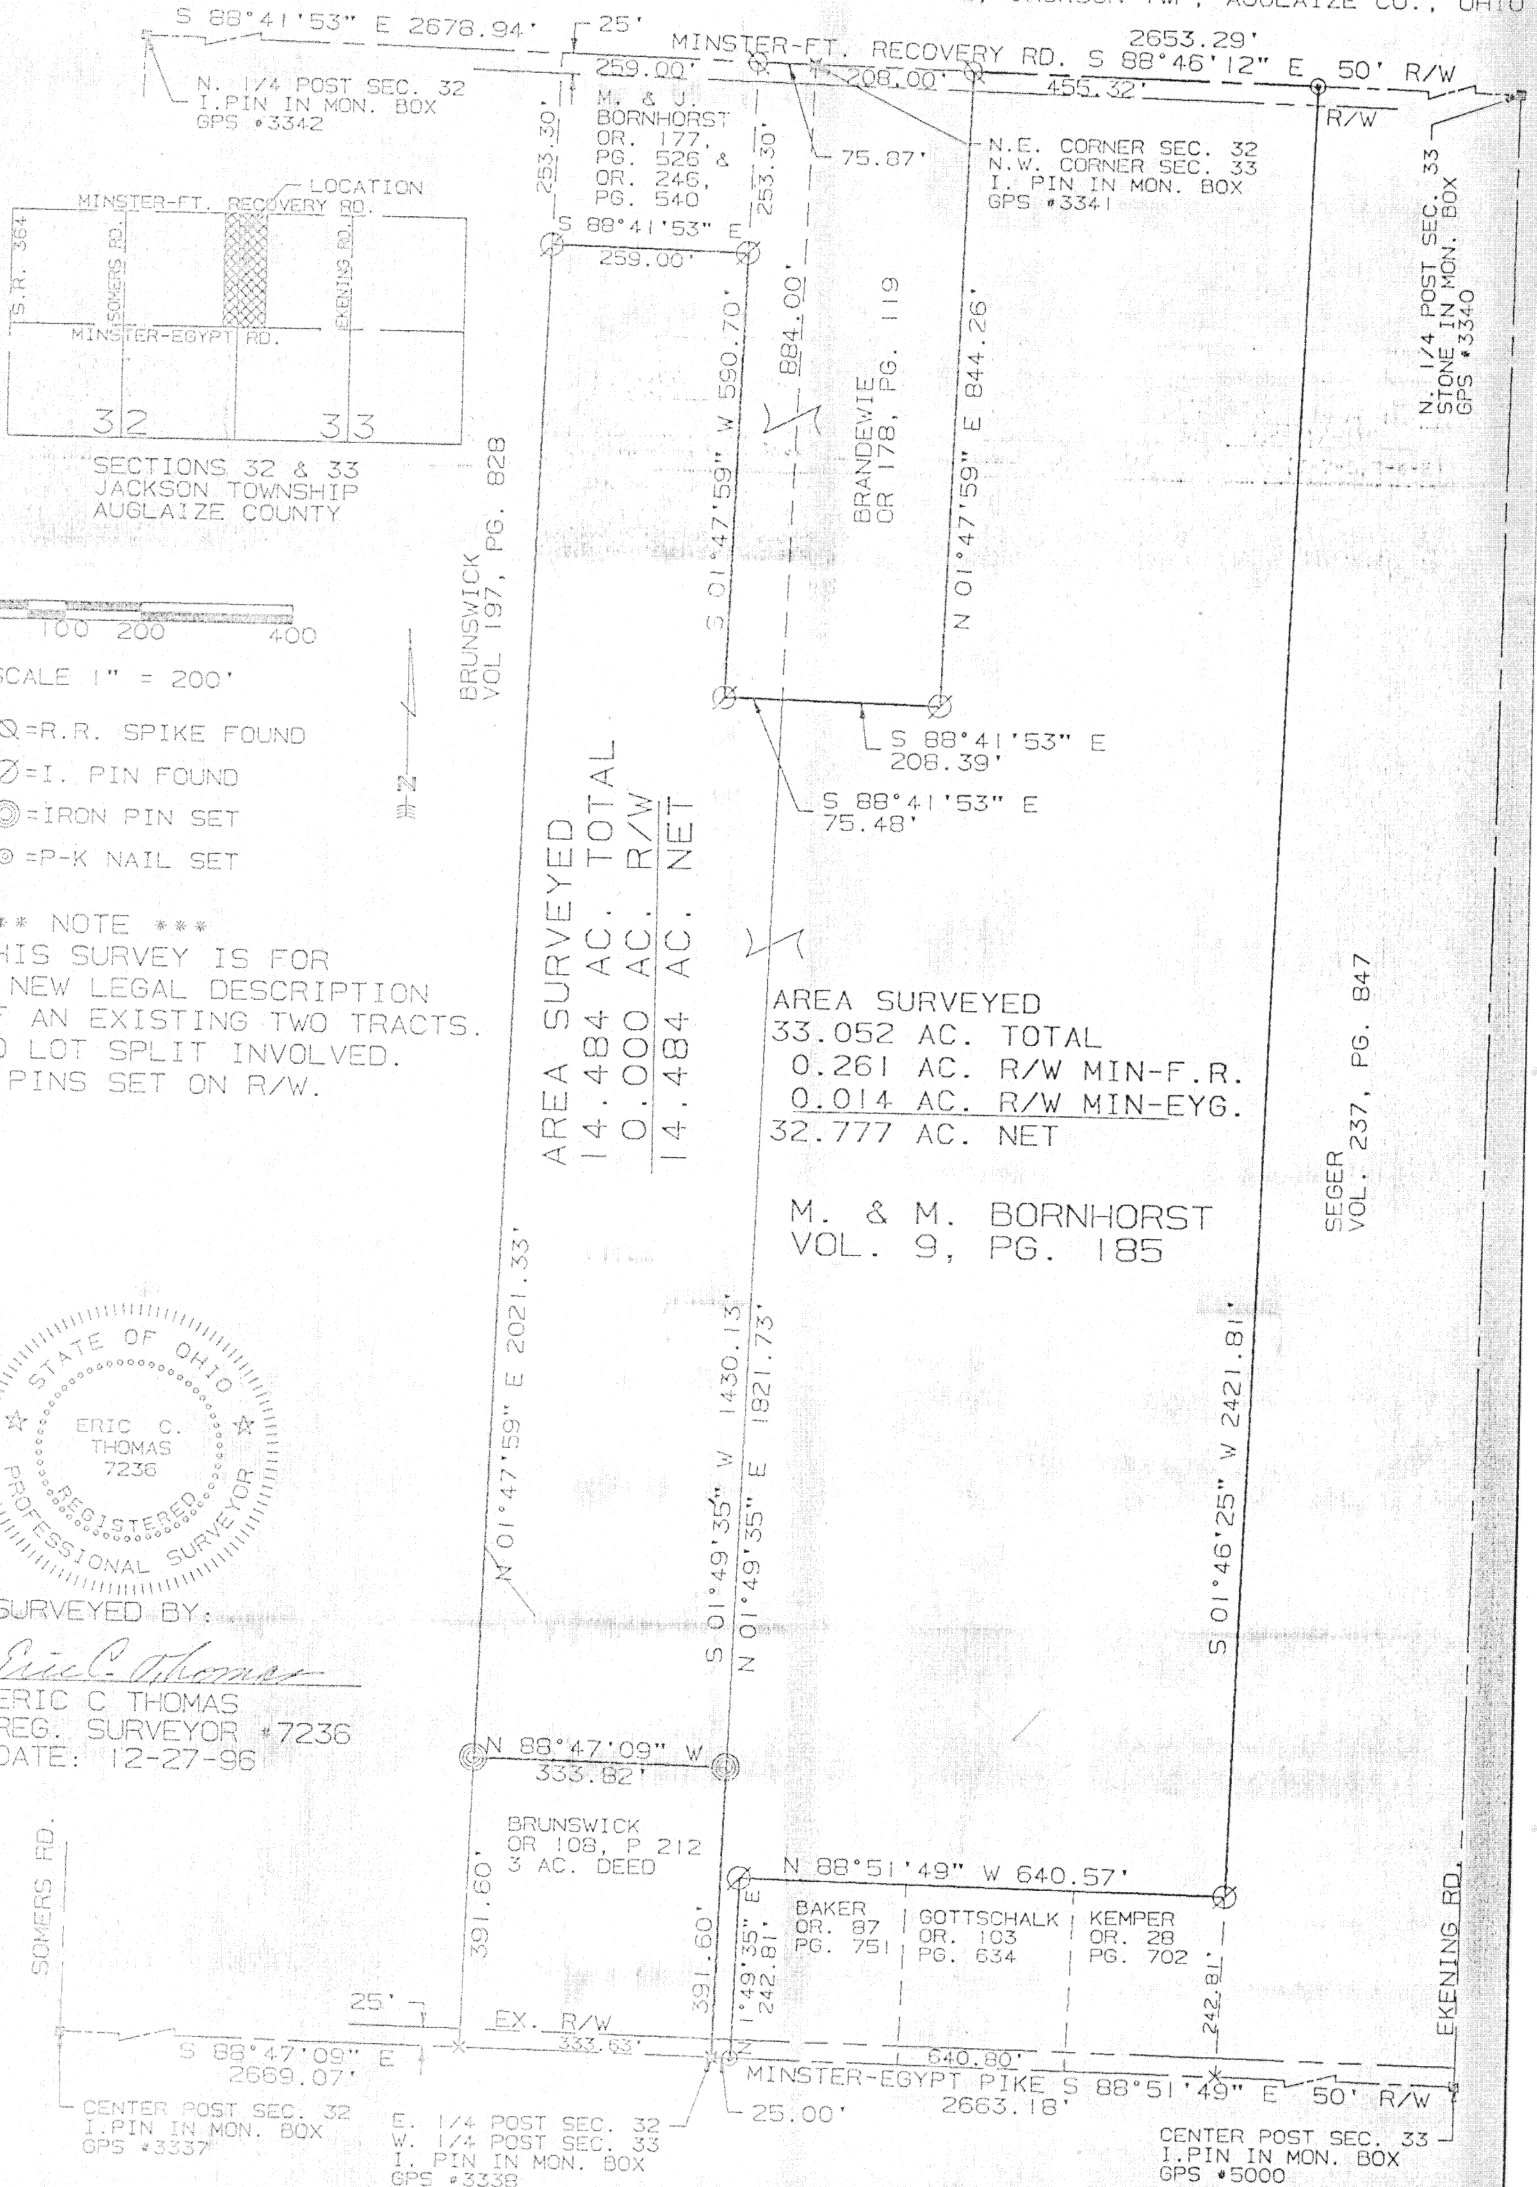 JACKSON TWP, AUGLAIZE CO., OHIO
S 88°41'53" E 2678.94'
25'
MINSTER-FT. RECOVERY RD. S 88°46'12" E 50' R/W
2653.29'
259.00'
208.00'
455.32'
R/W
N. 1/4 POST SEC. 32
I.PIN IN MON. BOX
GPS #3342
253.30'
M. & J.
BORNHORST
OR. 177,
PG. 526 &
OR. 246,
PG. 540
253.30'
75.87'
N.E. CORNER SEC. 32
N.W. CORNER SEC. 33
I. PIN IN MON. BOX
GPS #3341
N. 1/4 POST SEC. 33
STONE IN MON. BOX
GPS #3340
S 88°41'53" E
259.00'
LOCATION
MINSTER-FT. RECOVERY RD.
S.R. 364
SOMERS RD.
EKENING RD.
MINSTER-EGYPT RD.
32
33
SECTIONS 32 & 33
JACKSON TOWNSHIP
AUGLAIZE COUNTY
BRUNSWICK
VOL 197, PG. 828
S 01°47'59" W 590.70'
884.00'
BRANDEWIE
OR 178, PG. 119
N 01°47'59" E 844.26'
100 200 400
SCALE 1" = 200'
=R.R. SPIKE FOUND
=I. PIN FOUND
=IRON PIN SET
=P-K NAIL SET
N
S 88°41'53" E
208.39'
S 88°41'53" E
75.48'
** NOTE ***
HIS SURVEY IS FOR
NEW LEGAL DESCRIPTION
F AN EXISTING TWO TRACTS.
O LOT SPLIT INVOLVED.
PINS SET ON R/W.
AREA SURVEYED
14.484 AC. TOTAL
0.000 AC. R/W
14.484 AC. NET
AREA SURVEYED
33.052 AC. TOTAL
0.261 AC. R/W MIN-F.R.
0.014 AC. R/W MIN-EYG.
32.777 AC. NET
M. & M. BORNHORST
VOL. 9, PG. 185
SEGER
VOL. 237, PG. 847
N 01°47'59" E 2021.33'
S 01°49'35" W 1430.13'
N 01°49'35" E 1821.73'
S 01°46'25" W 2421.81'
STATE OF OHIO
ERIC C.
THOMAS
7236
REGISTERED
PROFESSIONAL SURVEYOR
SURVEYED BY:
Eric C. Thomas
ERIC C THOMAS
REG. SURVEYOR #7236
DATE: 12-27-96
N 88°47'09" W
333.82'
BRUNSWICK
OR 108, P 212
3 AC. DEED
391.60'
391.60'
N 1°49'35" E
242.81'
N 88°51'49" W 640.57'
BAKER
OR. 87
PG. 751
GOTTSCHALK
OR. 103
PG. 634
KEMPER
OR. 28
PG. 702
242.81'
SOMERS RD.
EKENING RD.
25'
EX. R/W
333.63'
640.80'
S 88°47'09" E
2669.07'
MINSTER-EGYPT PIKE S 88°51'49" E 50' R/W
2663.18'
25.00'
CENTER POST SEC. 32
I.PIN IN MON. BOX
GPS #3337
E. 1/4 POST SEC. 32
W. 1/4 POST SEC. 33
I. PIN IN MON. BOX
GPS #3338
CENTER POST SEC. 33
I.PIN IN MON. BOX
GPS #5000